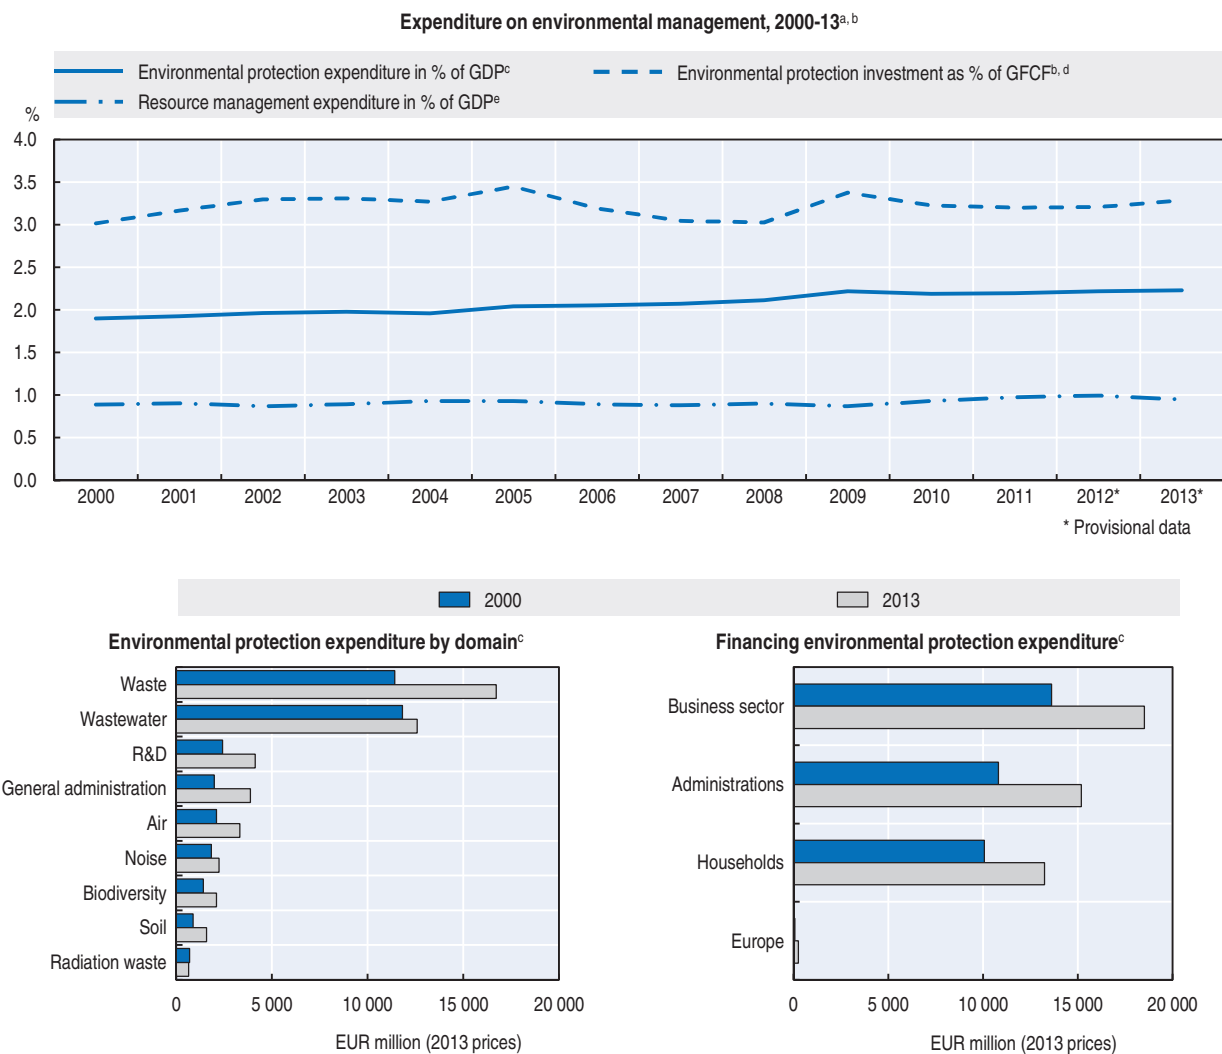 Expenditure on environmental management, 2000-13a, b
Environmental protection expenditure in % of GDPc
Environmental protection investment as % of GFCFb, d
Resource management expenditure in % of GDPe
%
4.0
3.5
3.0
2.5
2.0
1.5
1.0
0.5
0.0
2000 2001 2002 2003 2004 2005 2006 2007 2008 2009 2010 2011 2012* 2013*
* Provisional data
2000 2013
Environmental protection expenditure by domainc
Waste
Wastewater
R&D
General administration
Air
Noise
Biodiversity
Soil
Radiation waste
0 5 000 10 000 15 000 20 000
EUR million (2013 prices)
Financing environmental protection expenditurec
Business sector
Administrations
Households
Europe
0 5 000 10 000 15 000 20 000
EUR million (2013 prices)